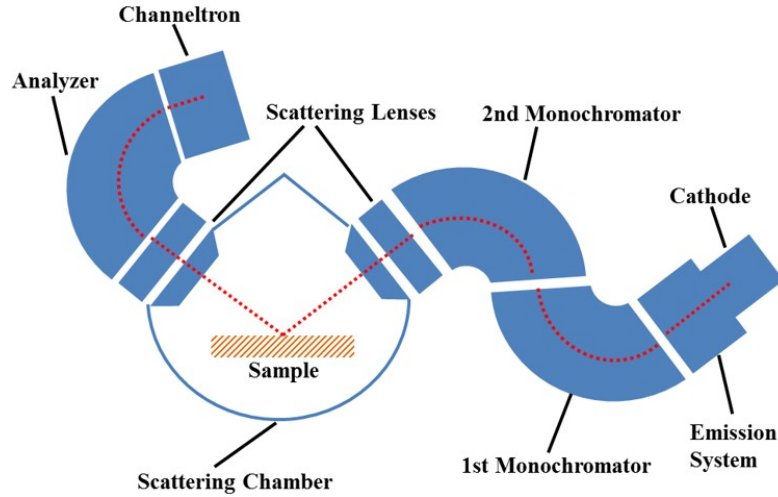 Channeltron
Analyzer
Scattering Lenses
2nd Monochromator
Cathode
Sample
Emission
System
1st Monochromator
Scattering Chamber